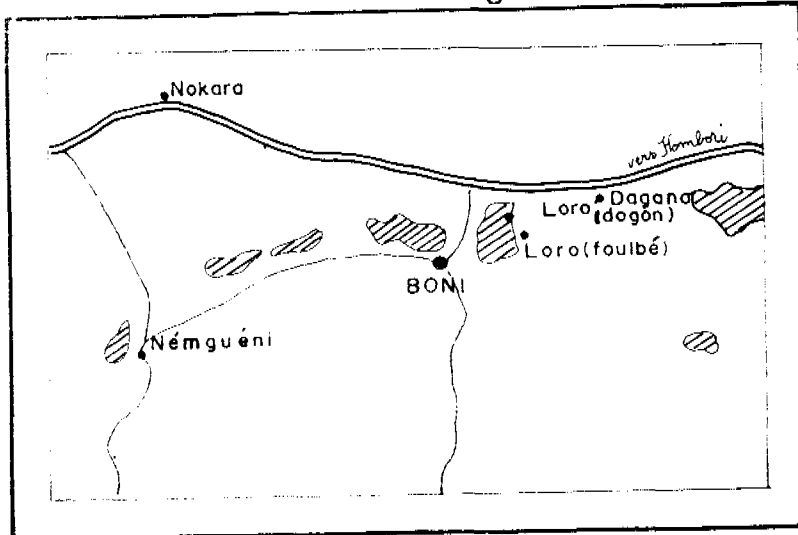 Nokara
vers Hombori
Dagana
Loro (dogon)
Loro (foulbé)
BONI
Némguéni